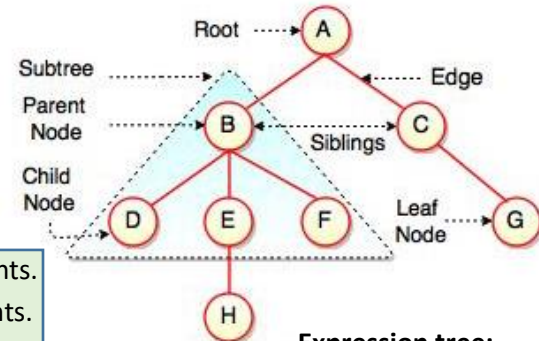 Root
A
Subtree
Edge
Parent
Node
B
Siblings
C
Child
Node
D
E
F
Leaf
Node
G
nts.
nts.
H
Expression tree: